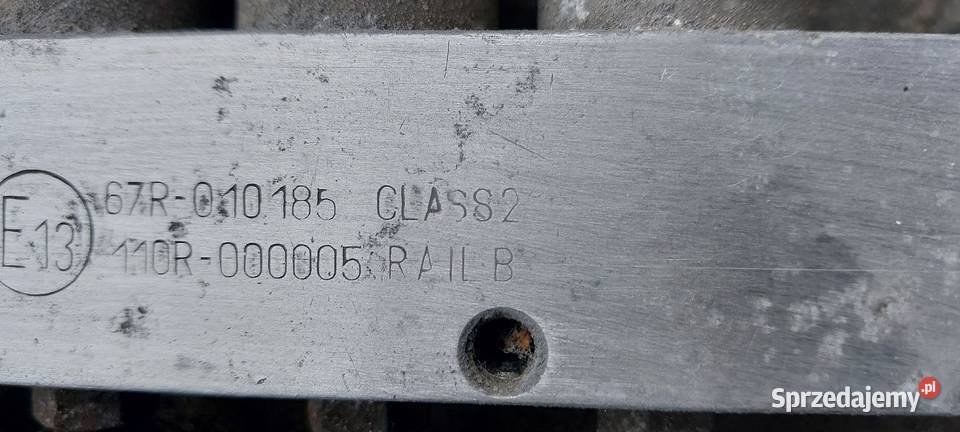 E13
67R-010185 CLASS2
110R-000005 RAIL B
Sprzedajemy.pl